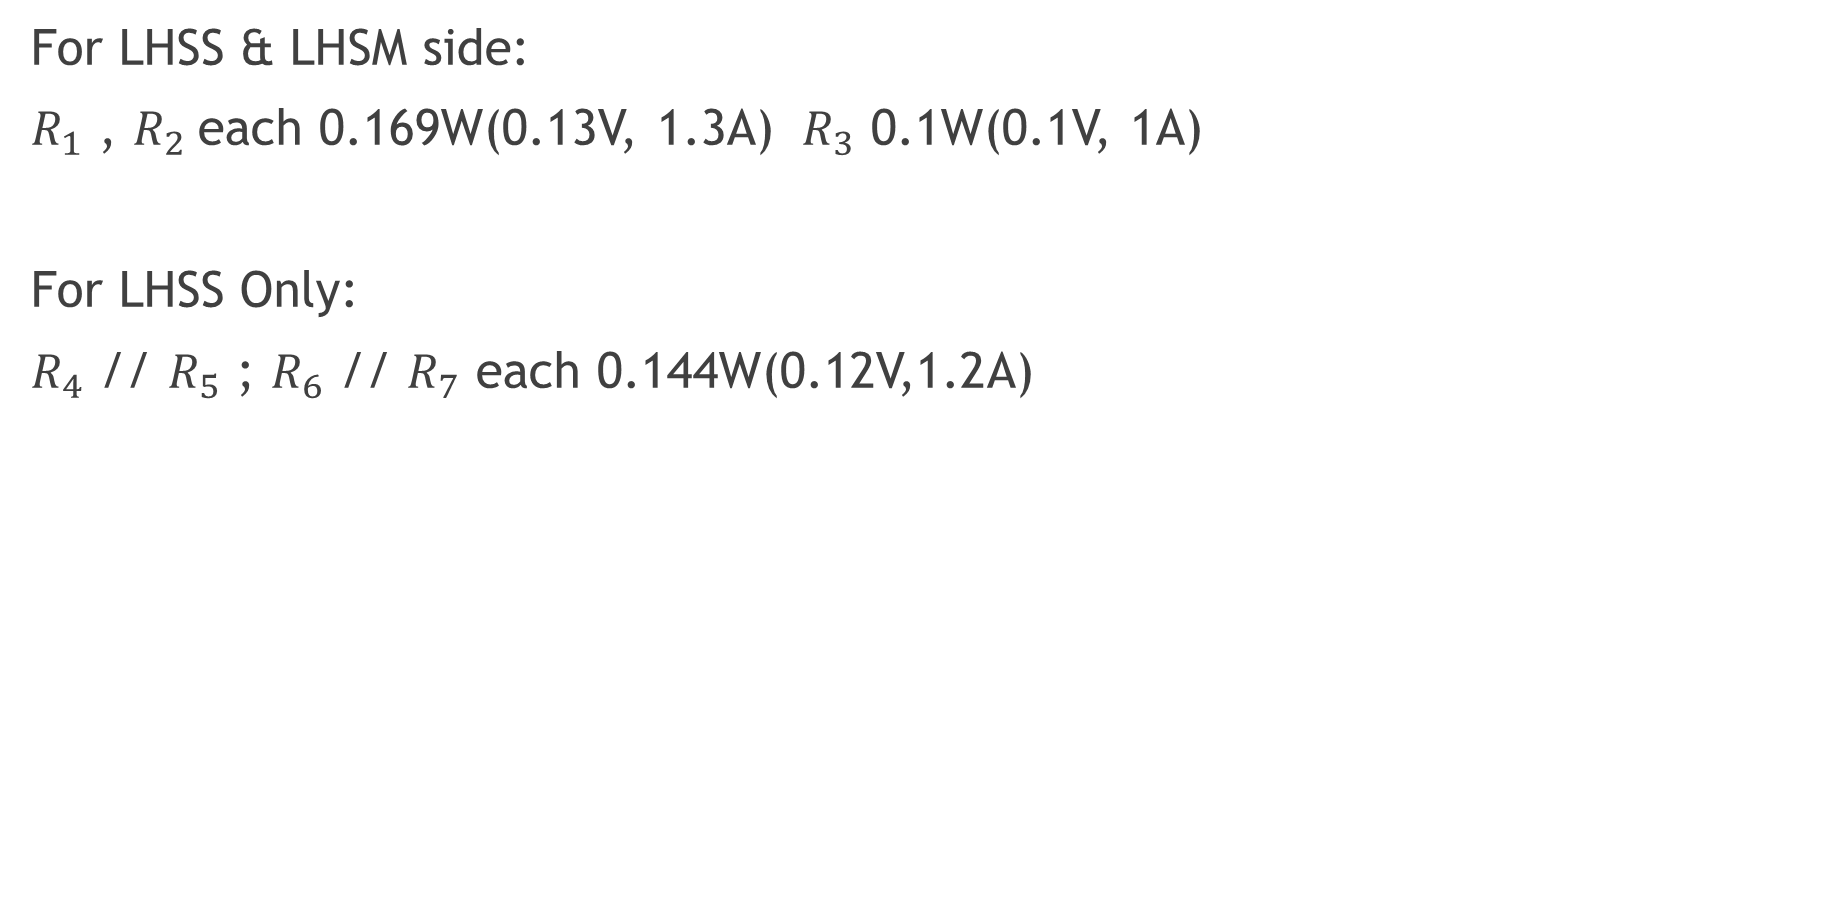 For LHSS & LHSM side:
R₁ , R₂ each 0.169W(0.13V, 1.3A) R₃ 0.1W(0.1V, 1A)
For LHSS Only:
R₄ // R₅ ; R₆ // R₇ each 0.144W(0.12V,1.2A)